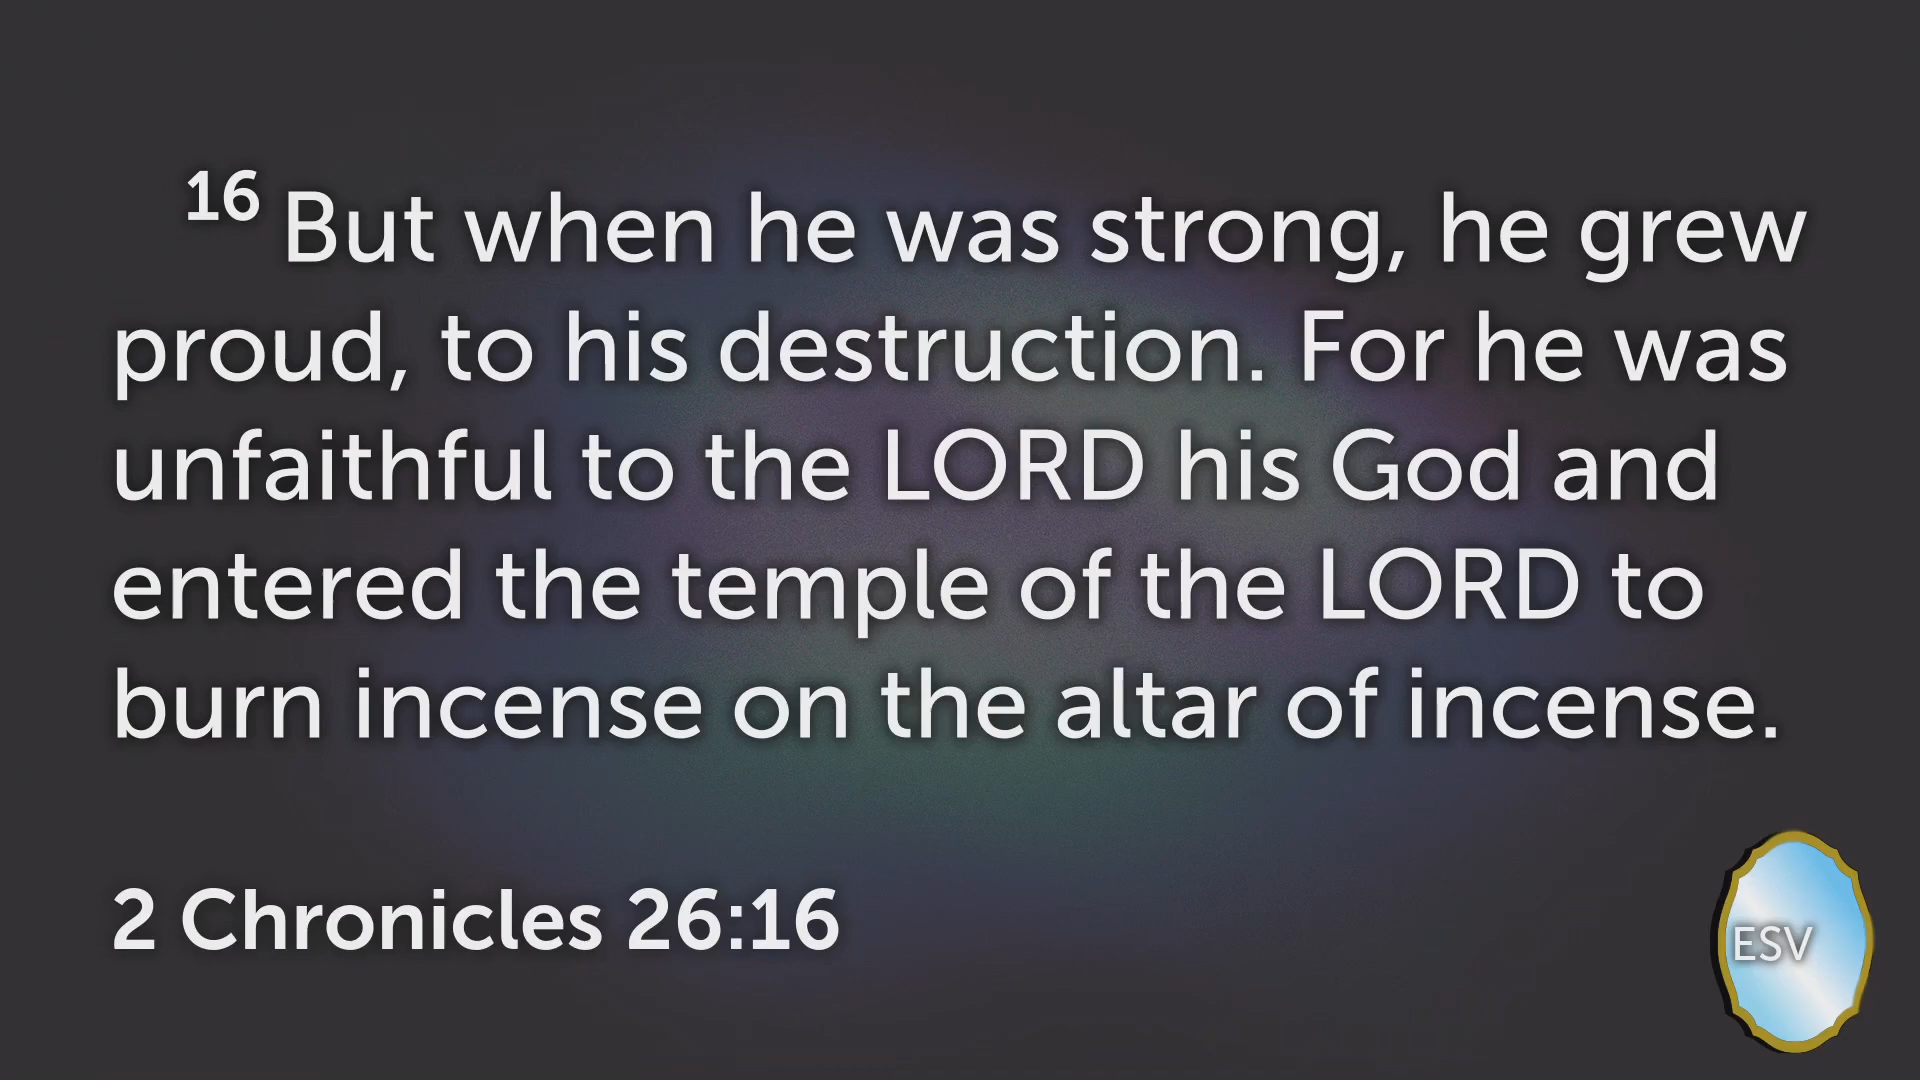 16 But when he was strong, he grew
proud, to his destruction. For he was
unfaithful to the LORD his God and
entered the temple of the LORD to
burn incense on the altar of incense.
2 Chronicles 26:16
ESV